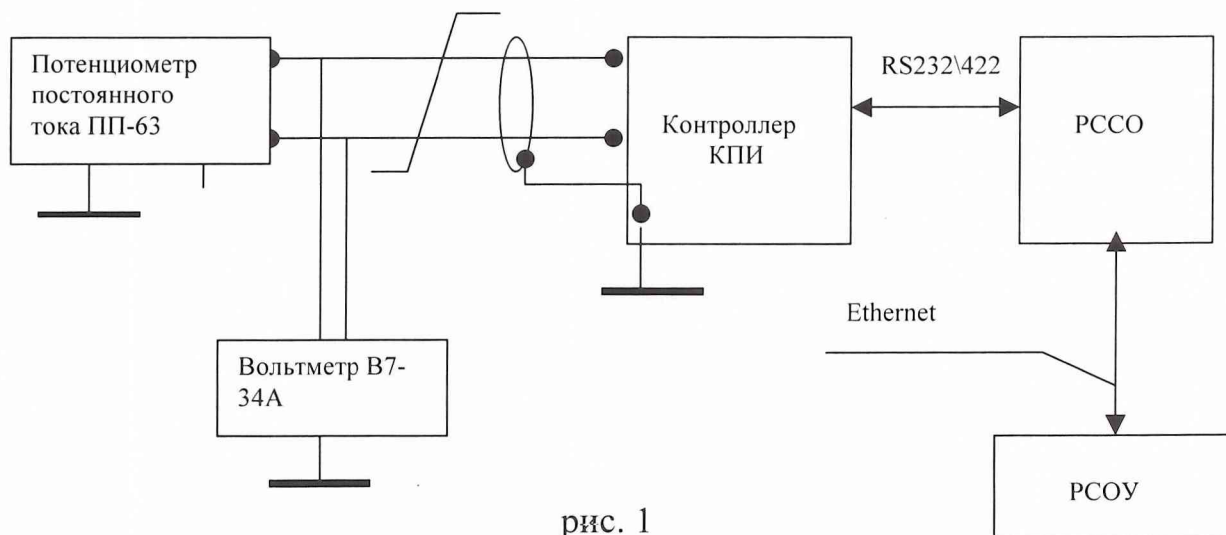 Потенциометр
постоянного
тока ПП-63
Контроллер
КПИ
RS232\422
РССО
Ethernet
Вольтметр В7-
34А
РСОУ
рис. 1